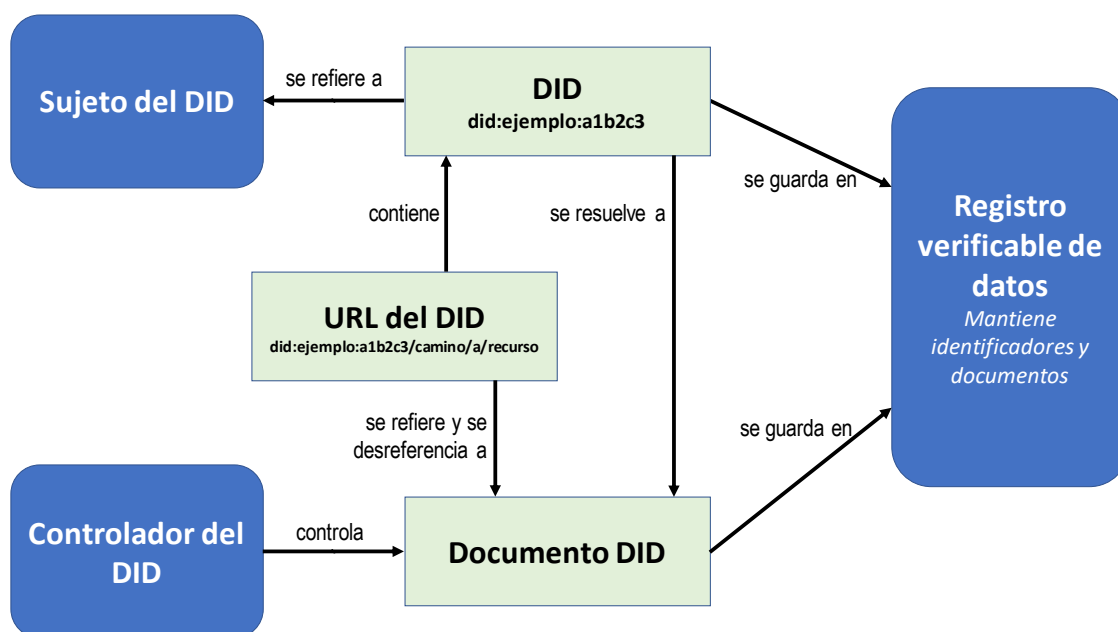 Sujeto del DID
se refiere a
DID
did:ejemplo:a1b2c3
se guarda en
contiene
se resuelve a
Registro
verificable de
datos
Mantiene
identificadores y
documentos
URL del DID
did:ejemplo:a1b2c3/camino/a/recurso
se refiere y se
desreferencia a
se guarda en
Controlador del
DID
controla
Documento DID